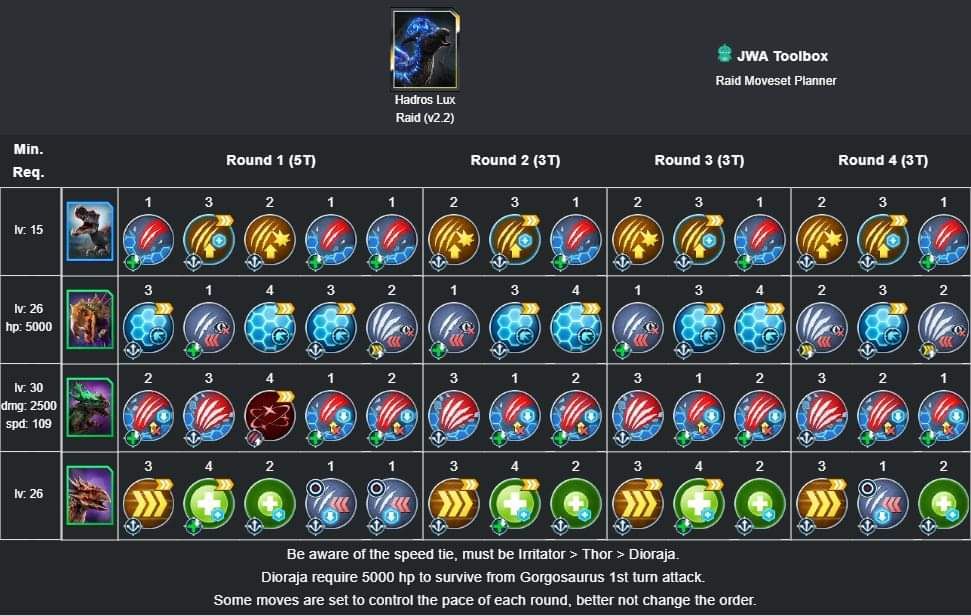 JWA Toolbox
Raid Moveset Planner
Hadros Lux
Raid (v2.2)
Min.
Req.
Round 1 (5T)
Round 2 (3T)
Round 3 (3T)
Round 4 (3T)
lv: 15
1 3 2 1 1 2 3 1 2 3 1 2 3 1
lv: 26
hp: 5000
3 1 4 3 2 1 3 4 1 3 4 2 3 2
lv: 30
dmg: 2500
spd: 109
2 3 4 1 2 3 1 2 3 1 2 3 2 1
lv: 26
3 4 2 1 1 3 4 2 3 4 2 3 1 2
Be aware of the speed tie, must be Irritator > Thor > Dioraja.
Dioraja require 5000 hp to survive from Gorgosaurus 1st turn attack.
Some moves are set to control the pace of each round, better not change the order.